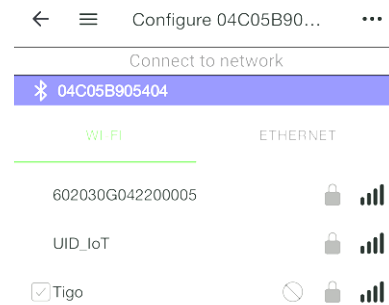 Configure 04C05B90...
Connect to network
04C05B905404
WI-FI
ETHERNET
602030G042200005
UID_IoT
Tigo